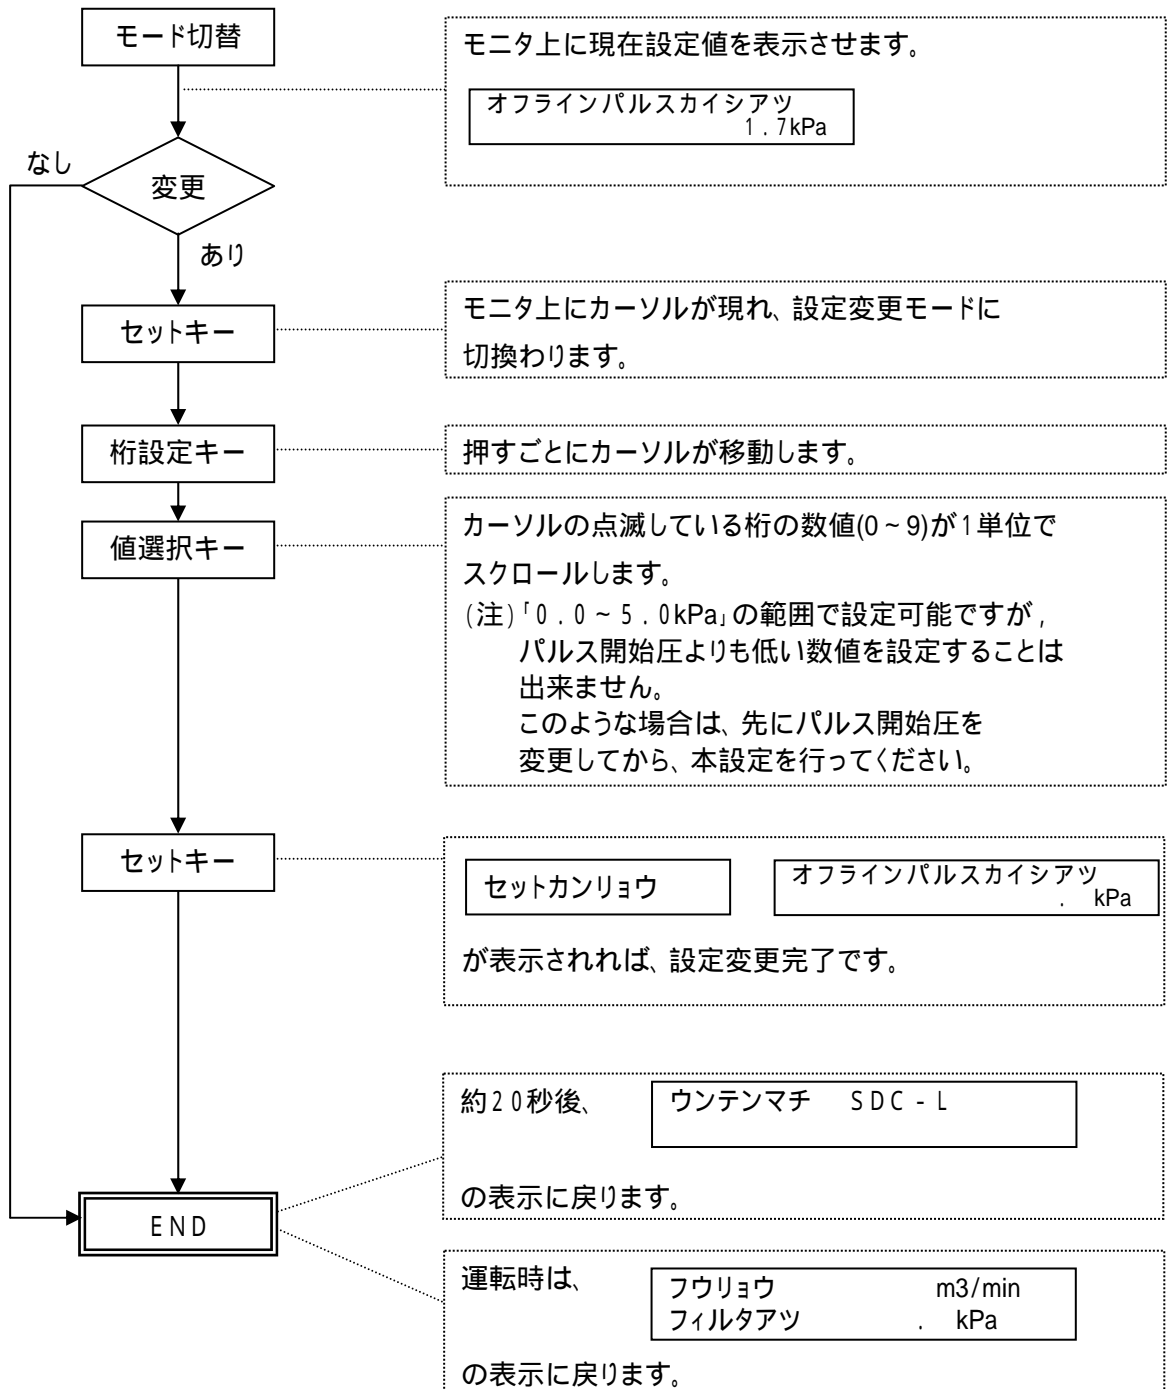 モード切替
モニタ上に現在設定値を表示させます。
オフラインパルスカイシアツ
1.7kPa
なし
変更
あり
セットキー
モニタ上にカーソルが現れ、設定変更モードに
切換わります。
桁設定キー
押すごとにカーソルが移動します。
値選択キー
カーソルの点滅している桁の数値(0~9)が1単位で
スクロールします。
(注)「0.0~5.0kPa」の範囲で設定可能ですが,
パルス開始圧よりも低い数値を設定することは
出来ません。
このような場合は、先にパルス開始圧を
変更してから、本設定を行ってください。
セットキー
セットカンリョウ
オフラインパルスカイシアツ
. kPa
が表示されれば、設定変更完了です。
約20秒後、
ウンテンマチ SDC-L
の表示に戻ります。
END
運転時は、
フウリョウ m3/min
フィルタアツ . kPa
の表示に戻ります。